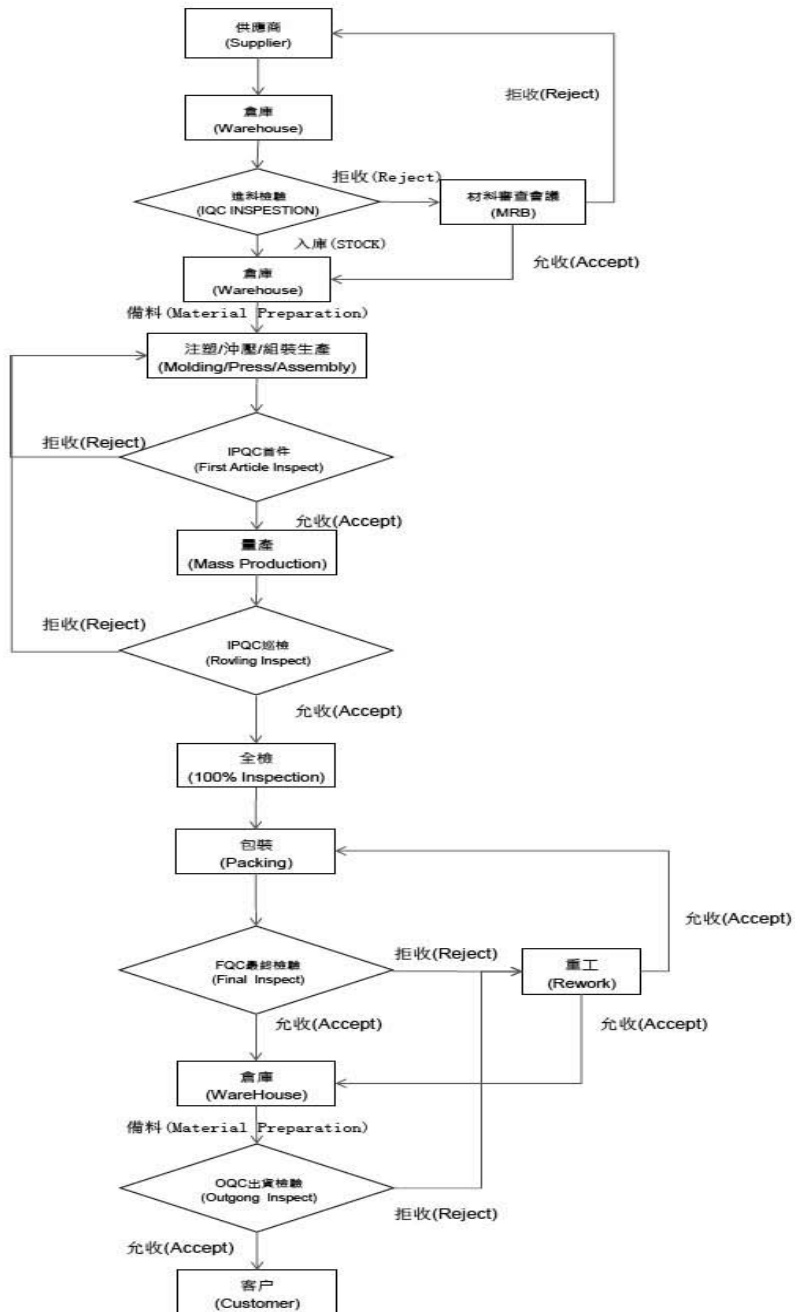 供應商
(Supplier)
拒收(Reject)
倉庫
(Warehouse)
拒收(Reject)
進料檢驗
(IQC INSPESTION)
材料審查會議
(MRB)
入庫(STOCK)
允收(Accept)
倉庫
(Warehouse)
備料(Material Preparation)
注塑/沖壓/組裝生產
(Molding/Press/Assembly)
拒收(Reject)
IPQC首件
(First Article Inspect)
允收(Accept)
量產
(Mass Production)
拒收(Reject)
IPQC巡檢
(Rovling Inspect)
允收(Accept)
全檢
(100% Inspection)
包裝
(Packing)
允收(Accept)
FQC最終檢驗
(Final Inspect)
拒收(Reject)
重工
(Rework)
允收(Accept)
允收(Accept)
倉庫
(WareHouse)
備料(Material Preparation)
OQC出貨檢驗
(Outgong Inspect)
拒收(Reject)
允收(Accept)
客户
(Customer)